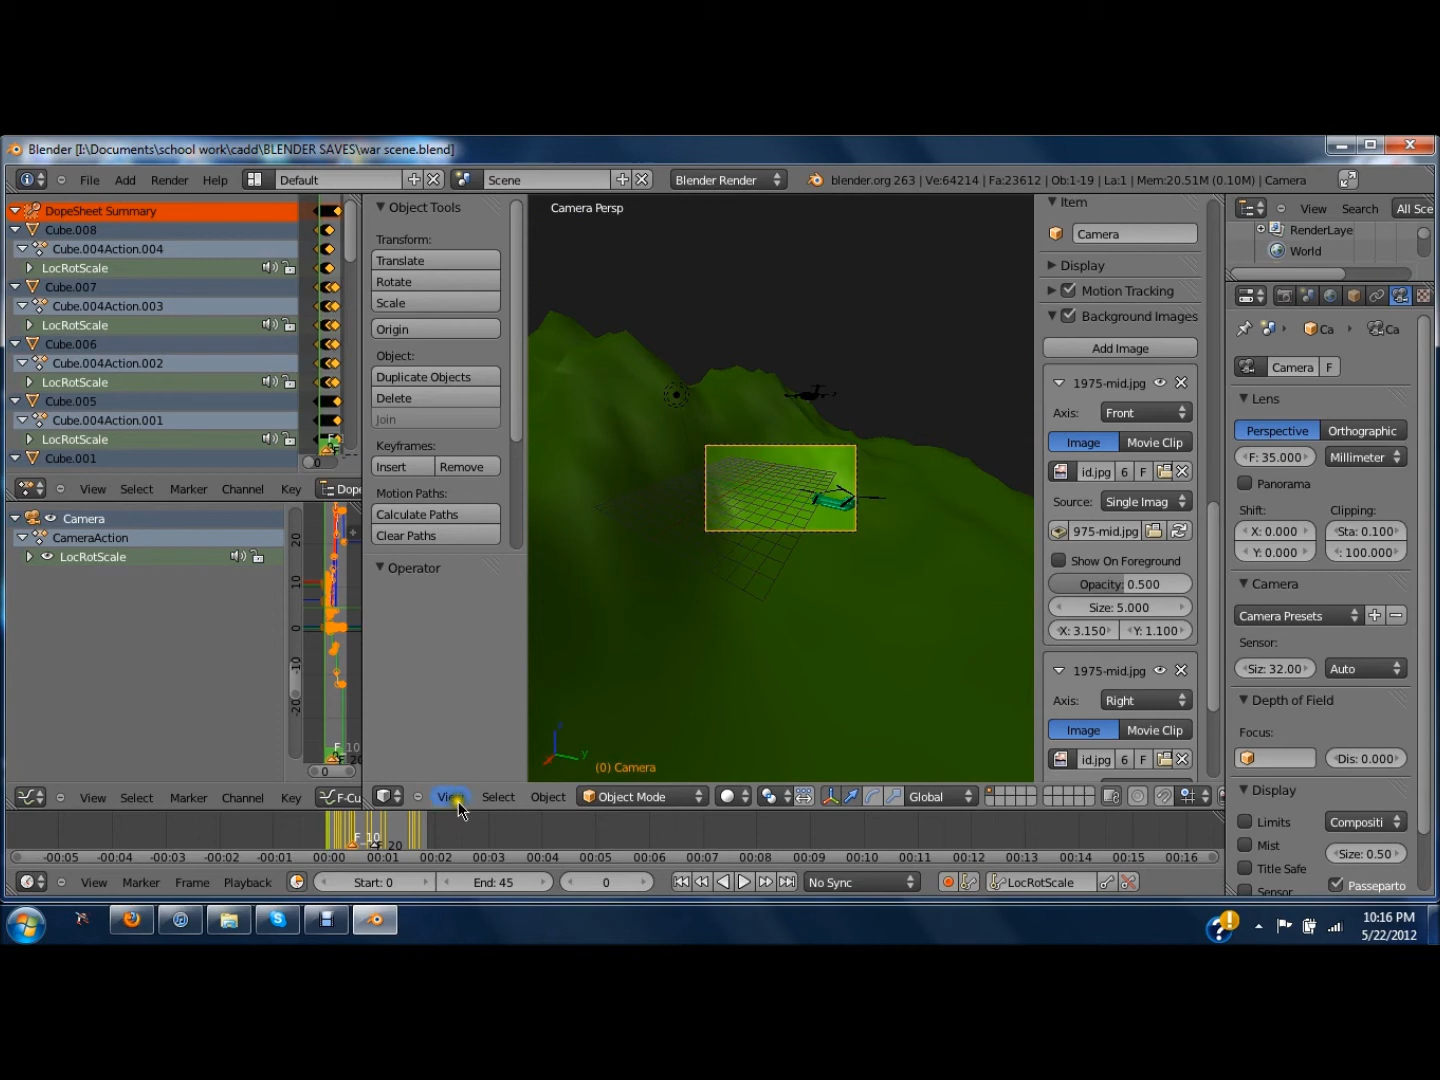 Blender [I:\Documents\school work\cadd\BLENDER SAVES\war scene.blend]
File Add Render Help Default Scene Blender Render blender.org 263 | Ve:64214 | Fa:23612 | Ob:1-19 | La:1 | Mem:20.51M (0.10M) | Camera
DopeSheet Summary
Cube.008
Cube.004Action.004
LocRotScale
Cube.007
Cube.004Action.003
LocRotScale
Cube.006
Cube.004Action.002
LocRotScale
Cube.005
Cube.004Action.001
LocRotScale
Cube.001
0
View Select Marker Channel Key Dope
Camera
CameraAction
LocRotScale
20
10
0
-10
-20
F 10
F 20
0
View Select Marker Channel Key F-Cu
Object Tools
Transform:
Translate
Rotate
Scale
Origin
Object:
Duplicate Objects
Delete
Join
Keyframes:
Insert Remove
Motion Paths:
Calculate Paths
Clear Paths
Operator
Camera Persp
y
(0) Camera
View Select Object Object Mode Global
Item
Camera
Display
Motion Tracking
Background Images
Add Image
1975-mid.jpg
Axis: Front
Image Movie Clip
id.jpg 6 F
Source: Single Imag
975-mid.jpg
Show On Foreground
Opacity: 0.500
Size: 5.000
X: 3.150 Y: 1.100
1975-mid.jpg
Axis: Right
Image Movie Clip
id.jpg 6 F
View Search All Sce
RenderLaye
World
Ca Ca
Camera F
Lens
Perspective Orthographic
F: 35.000 Millimeter
Panorama
Shift: Clipping:
X: 0.000 Sta: 0.100
Y: 0.000 : 100.000
Camera
Camera Presets
Sensor:
Siz: 32.00 Auto
Depth of Field
Focus:
Dis: 0.000
Display
Limits Compositi
Mist Size: 0.50
Title Safe
Sensor Passeparto
F 10
F 20
-00:05 -00:04 -00:03 -00:02 -00:01 00:00 00:01 00:02 00:03 00:04 00:05 00:06 00:07 00:08 00:09 00:10 00:11 00:12 00:13 00:14 00:15 00:16
View Marker Frame Playback Start: 0 End: 45 0 No Sync LocRotScale
10:16 PM
5/22/2012